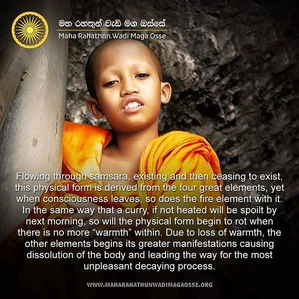 මහ රහතුන් වැඩි මඟ ඔස්සේ
Maha Rahathun Wadi Maga Osse
Flowing through samsara, existing and then ceasing to exist,
this physical form is derived from the four great elements, yet
when consciousness leaves, so does the fire element with it.
In the same way that a curry, if not heated will be spoilt by
next morning, so will the physical form begin to rot when
there is no more “warmth” within. Due to loss of warmth, the
other elements begins its greater manifestations causing
dissolution of the body and leading the way for the most
unpleasant decaying process.
WWW.MAHARAHATHUNWADIMAGAOSSE.ORG